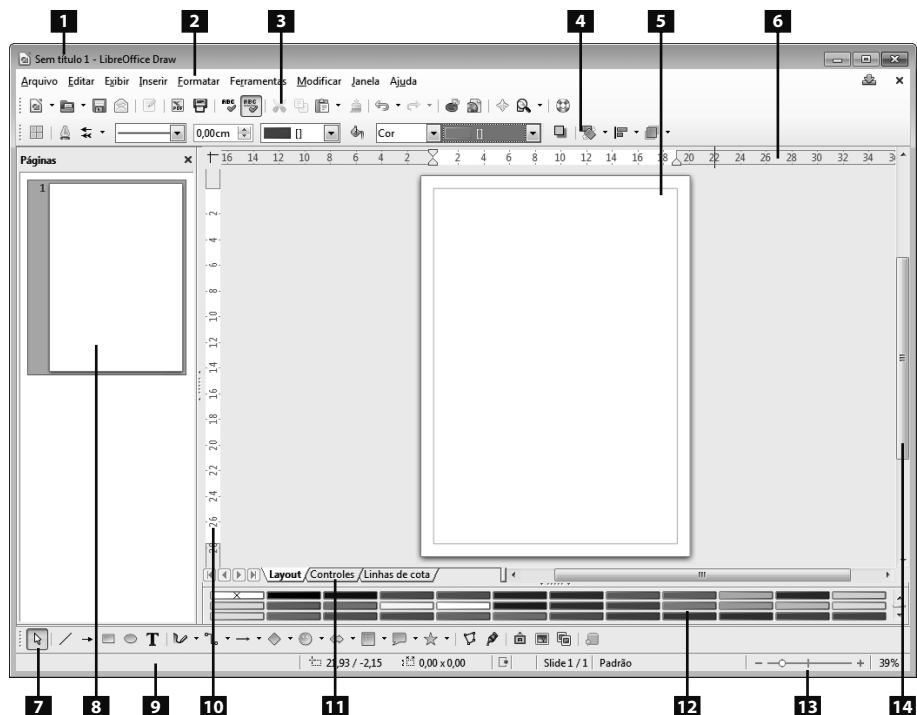 1 2 3 4 5 6
Sem título 1 - LibreOffice Draw
Arquivo Editar Exibir Inserir Formatar Ferramentas Modificar Janela Ajuda
ABC ABC
0,00cm [] Cor []
Páginas
16 14 12 10 8 6 4 2 2 4 6 8 10 12 14 16 18 20 22 24 26 28 30 32 34
1
2
4
6
8
10
12
14
16
18
20
22
24
26
28
Layout Controles Linhas de cota
T
21,93 / -2,15 0,00 x 0,00 Slide 1 / 1 Padrão - + 39%
7 8 9 10 11 12 13 14